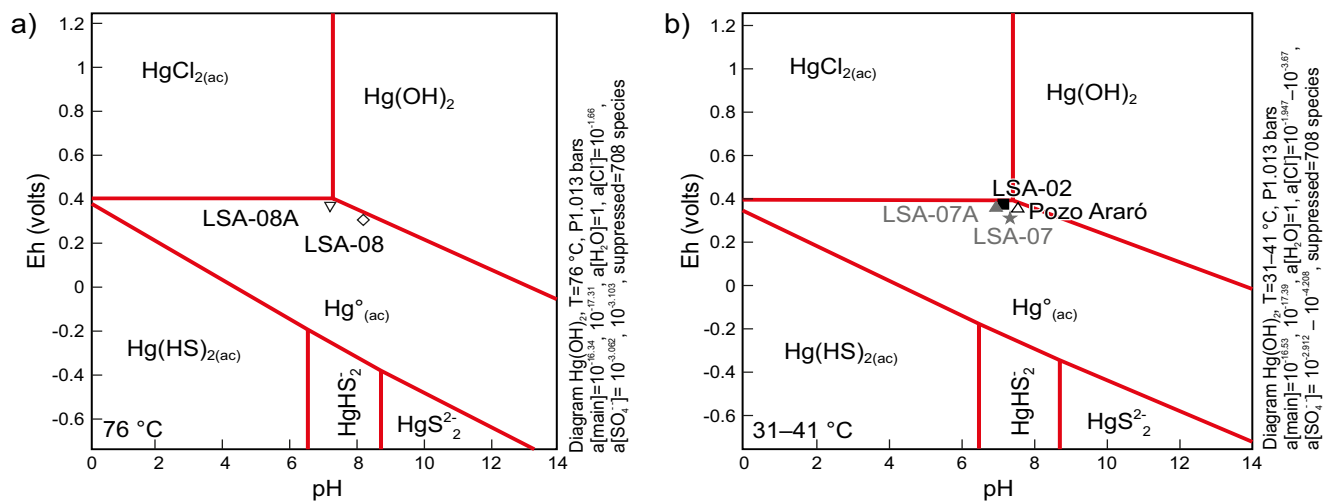 a)
Eh (volts)
1.2
1
0.8
0.6
0.4
0.2
0
-0.2
-0.4
-0.6
HgCl2(ac)
Hg(OH)2
LSA-08A
LSA-08
Hg°(ac)
Hg(HS)2(ac)
HgHS2-
HgS2 2-
76 °C
0 2 4 6 8 10 12 14
pH
Diagram Hg(OH)2, T=76 °C, P1.013 bars
a[main]=10^-16.34, 10^-17.31, a[H2O]=1, a[Cl-]=10^-1.66,
a[SO4--]= 10^-3.062, 10^-3.103, suppressed=708 species
b)
Eh (volts)
1.2
1
0.8
0.6
0.4
0.2
0
-0.2
-0.4
-0.6
HgCl2(ac)
Hg(OH)2
LSA-02
LSA-07A
Pozo Araró
LSA-07
Hg°(ac)
Hg(HS)2(ac)
HgHS2-
HgS2 2-
31–41 °C
0 2 4 6 8 10 12 14
pH
Diagram Hg(OH)2, T=31–41 °C, P1.013 bars
a[main]=10^-16.53, 10^-17.39, a[H2O]=1, a[Cl]=10^-1.947–10^-3.67,
a[SO4--]= 10^-2.912 – 10^-4.208, suppressed=708 species